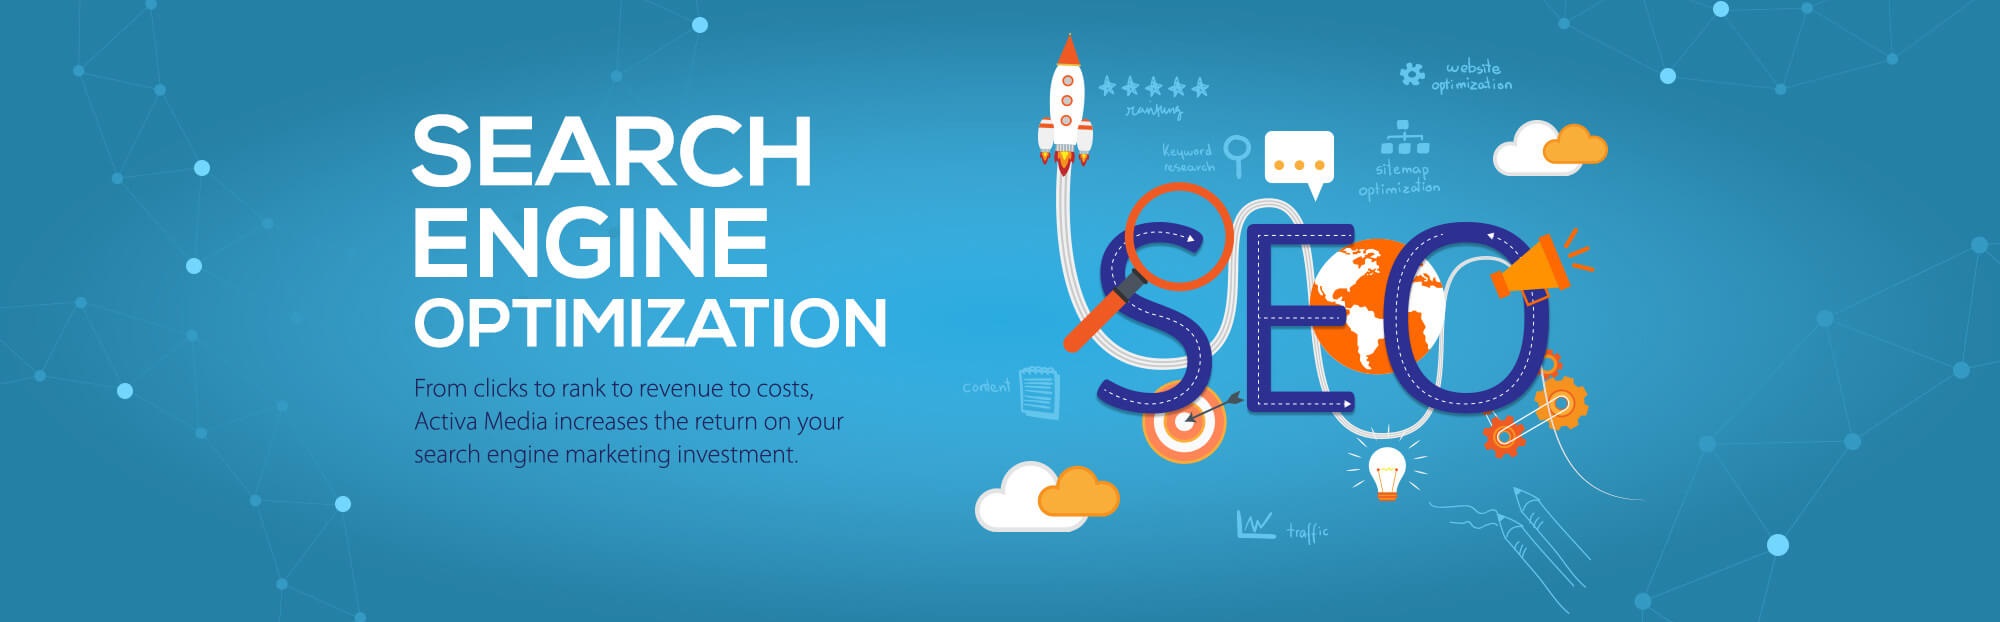 SEARCH
ENGINE
OPTIMIZATION
From clicks to rank to revenue to costs,
Activa Media increases the return on your
search engine marketing investment.
ranking
website
optimization
Keyword
research
sitemap
optimization
SEO
content
traffic